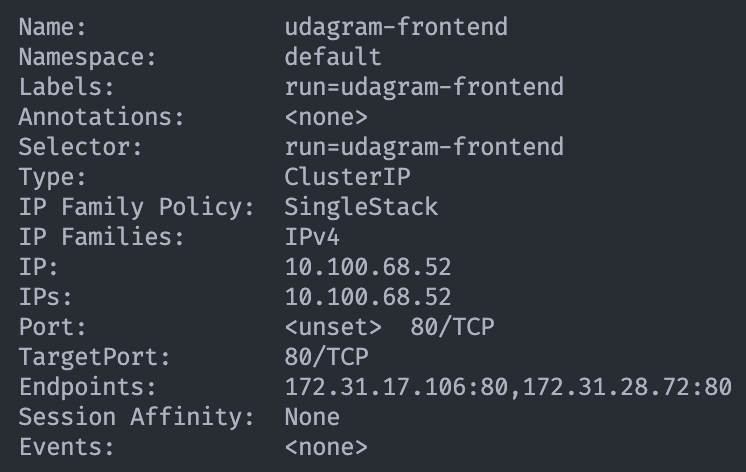 Name: udagram-frontend
Namespace: default
Labels: run=udagram-frontend
Annotations: <none>
Selector: run=udagram-frontend
Type: ClusterIP
IP Family Policy: SingleStack
IP Families: IPv4
IP: 10.100.68.52
IPs: 10.100.68.52
Port: <unset> 80/TCP
TargetPort: 80/TCP
Endpoints: 172.31.17.106:80,172.31.28.72:80
Session Affinity: None
Events: <none>